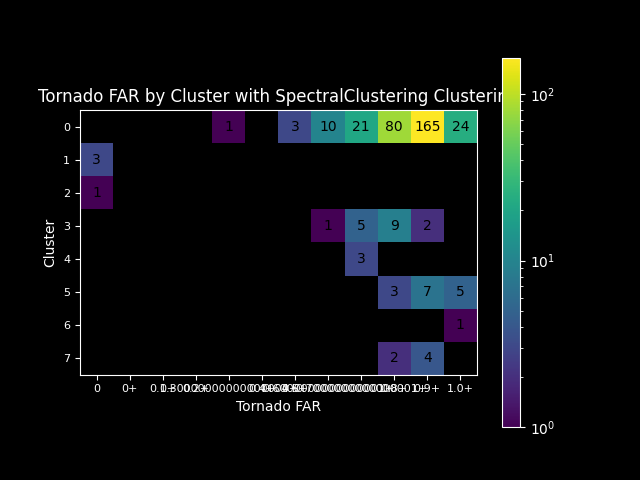 Tornado FAR by Cluster with SpectralClustering Clusterin
0 1 3 10 21 80 165 24
1 3
2 1
3 1 5 9 2
4 3
5 3 7 5
6 1
7 2 4
Cluster
0 0+ 0.9+ 1.0+
Tornado FAR
10²
10¹
10⁰